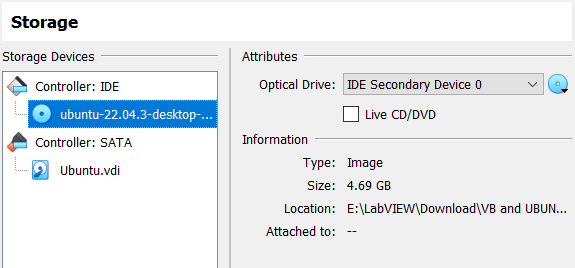 Storage
Storage Devices
Controller: IDE
ubuntu-22.04.3-desktop-...
Controller: SATA
Ubuntu.vdi
Attributes
Optical Drive: IDE Secondary Device 0
Live CD/DVD
Information
Type: Image
Size: 4.69 GB
Location: E:\LabVIEW\Download\VB and UBUN...
Attached to: --